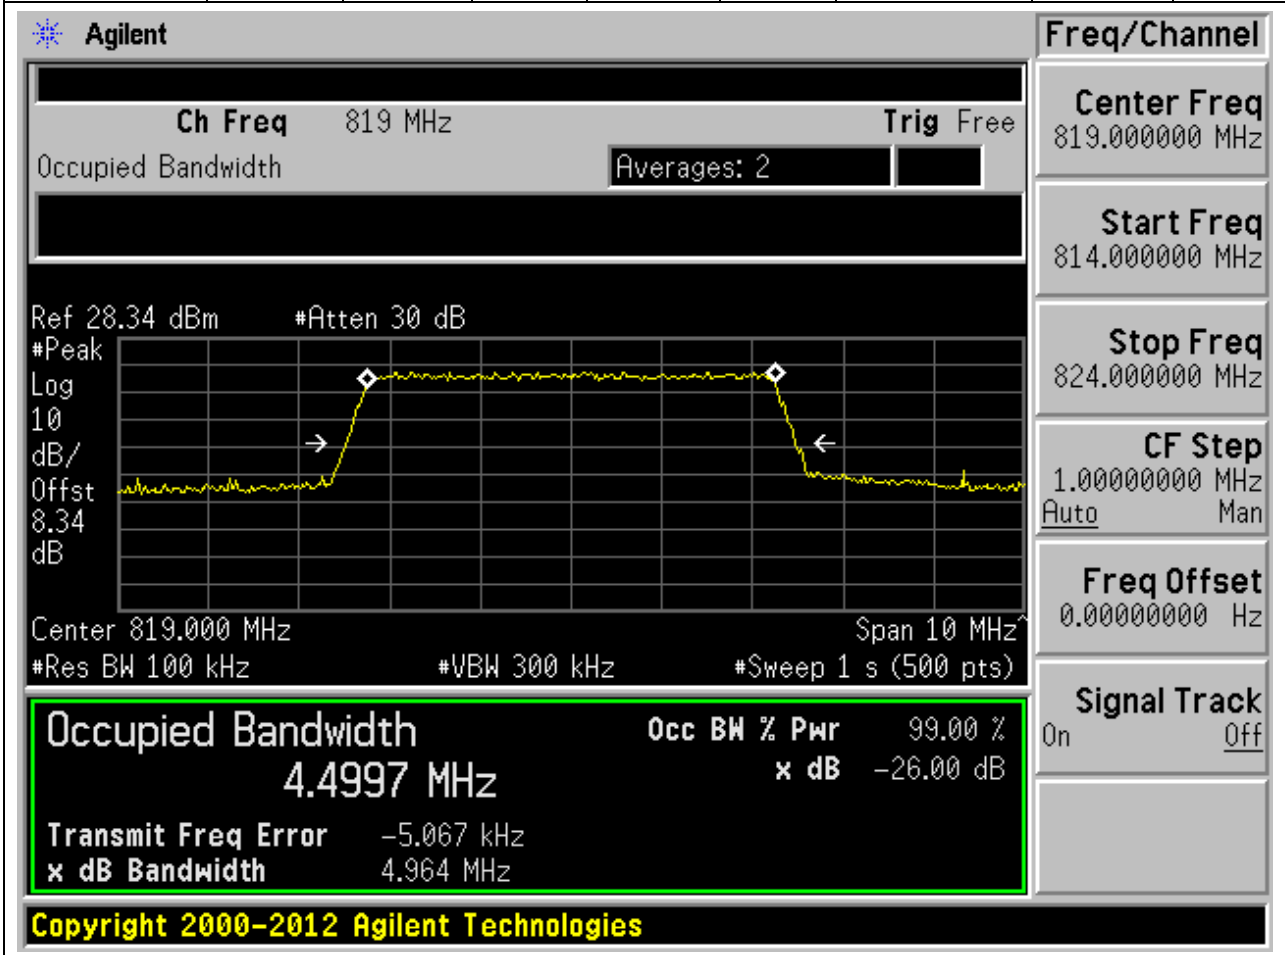 Agilent
Freq/Channel
Ch Freq 819 MHz Trig Free
Occupied Bandwidth Averages: 2
Center Freq
819.000000 MHz
Start Freq
814.000000 MHz
Stop Freq
824.000000 MHz
CF Step
1.00000000 MHz
Auto Man
Freq Offset
0.00000000 Hz
Signal Track
On Off
Ref 28.34 dBm #Atten 30 dB
#Peak
Log
10
dB/
Offst
8.34
dB
Center 819.000 MHz Span 10 MHz^
#Res BW 100 kHz #VBW 300 kHz #Sweep 1 s (500 pts)
Occupied Bandwidth Occ BW % Pwr 99.00 %
4.4997 MHz x dB -26.00 dB
Transmit Freq Error -5.067 kHz
x dB Bandwidth 4.964 MHz
Copyright 2000-2012 Agilent Technologies